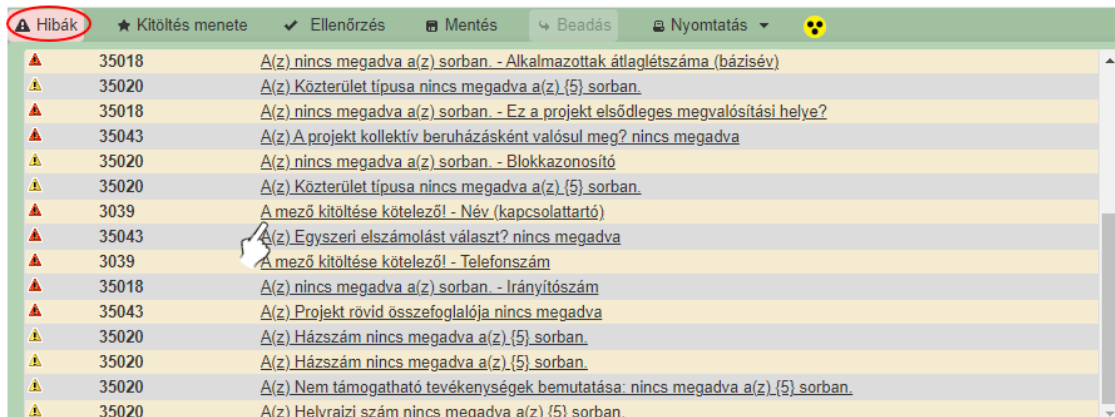 Hibák Kitöltés menete Ellenőrzés Mentés Beadás Nyomtatás
35018 A(z) nincs megadva a(z) sorban. - Alkalmazottak átlaglétszáma (bázisév)
35020 A(z) Közterület típusa nincs megadva a(z) {5} sorban.
35018 A(z) nincs megadva a(z) sorban. - Ez a projekt elsődleges megvalósítási helye?
35043 A(z) A projekt kollektív beruházásként valósul meg? nincs megadva
35020 A(z) nincs megadva a(z) sorban. - Blokkazonosító
35020 A(z) Közterület típusa nincs megadva a(z) {5} sorban.
3039 A mező kitöltése kötelező! - Név (kapcsolattartó)
35043 A(z) Egyszeri elszámolást választ? nincs megadva
3039 A mező kitöltése kötelező! - Telefonszám
35018 A(z) nincs megadva a(z) sorban. - Irányítószám
35043 A(z) Projekt rövid összefoglalója nincs megadva
35020 A(z) Házszám nincs megadva a(z) {5} sorban.
35020 A(z) Házszám nincs megadva a(z) {5} sorban.
35020 A(z) Nem támogatható tevékenységek bemutatása: nincs megadva a(z) {5} sorban.
35020 A(z) Helyrajzi szám nincs megadva a(z) {5} sorban.